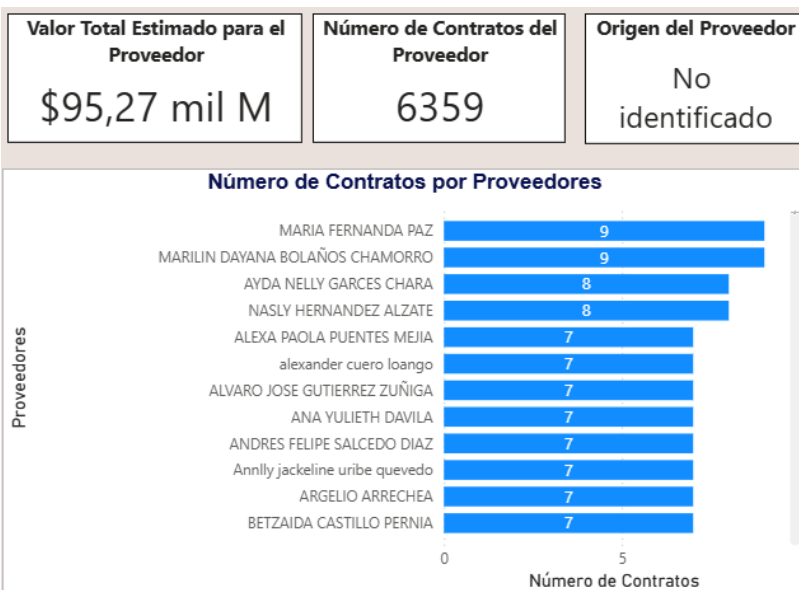 Valor Total Estimado para el
Proveedor
$95,27 mil M
Número de Contratos del
Proveedor
6359
Origen del Proveedor
No
identificado
Número de Contratos por Proveedores
Proveedores
MARIA FERNANDA PAZ 9
MARILIN DAYANA BOLAÑOS CHAMORRO 9
AYDA NELLY GARCES CHARA 8
NASLY HERNANDEZ ALZATE 8
ALEXA PAOLA PUENTES MEJIA 7
alexander cuero loango 7
ALVARO JOSE GUTIERREZ ZUÑIGA 7
ANA YULIETH DAVILA 7
ANDRES FELIPE SALCEDO DIAZ 7
Annlly jackeline uribe quevedo 7
ARGELIO ARRECHEA 7
BETZAIDA CASTILLO PERNIA 7
0 5
Número de Contratos